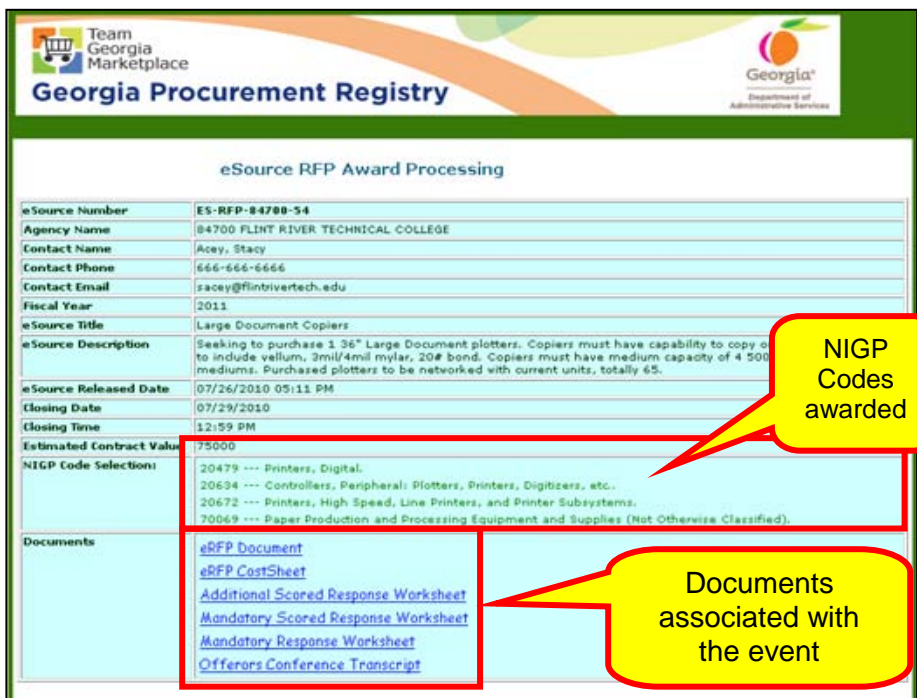 Team
Georgia
Marketplace
Georgia Procurement Registry
Georgia
Department of
Administrative Services
eSource RFP Award Processing
eSource Number ES-RFP-84700-54
Agency Name 84700 FLINT RIVER TECHNICAL COLLEGE
Contact Name Acey, Stacy
Contact Phone 666-666-6666
Contact Email sacey@flintrivertech.edu
Fiscal Year 2011
eSource Title Large Document Copiers
eSource Description Seeking to purchase 1 36" Large Document plotters. Copiers must have capability to copy
to include vellum, 3mil/4mil mylar, 20# bond. Copiers must have medium capacity of 4 500
mediums. Purchased plotters to be networked with current units, totally 65.
eSource Released Date 07/26/2010 05:11 PM
Closing Date 07/29/2010
Closing Time 12:59 PM
Estimated Contract Value 75000
NIGP Code Selection: 20479 --- Printers, Digital.
20634 --- Controllers, Peripheral: Plotters, Printers, Digitizers, etc..
20672 --- Printers, High Speed, Line Printers, and Printer Subsystems.
70069 --- Paper Production and Processing Equipment and Supplies (Not Otherwise Classified).
NIGP
Codes
awarded
Documents eRFP Document
eRFP CostSheet
Additional Scored Response Worksheet
Mandatory Scored Response Worksheet
Mandatory Response Worksheet
Offerors Conference Transcript
Documents
associated with
the event